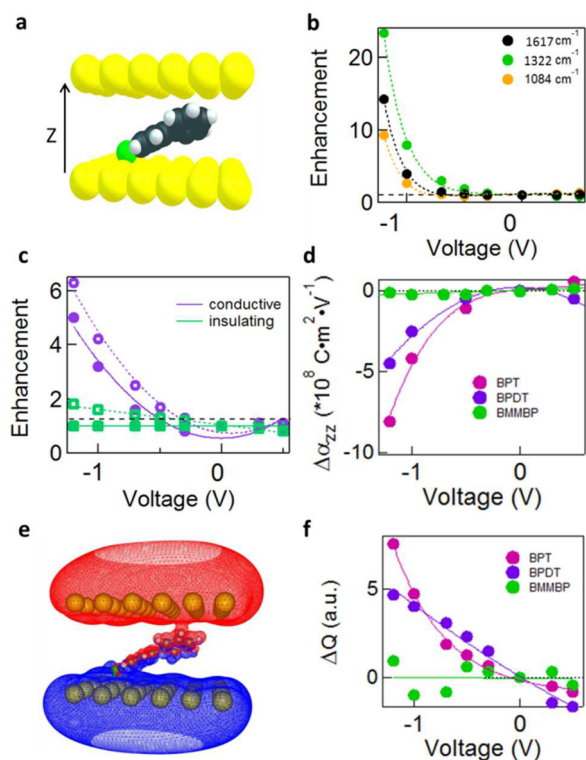 a
Z
b
Enhancement
20
10
0
1617 cm⁻¹
1322 cm⁻¹
1084 cm⁻¹
-1
0
Voltage (V)
c
Enhancement
6
4
2
0
conductive
insulating
-1
0
Voltage (V)
d
Δα_zz (*10⁸ C•m²•V⁻¹)
0
-5
-10
BPT
BPDT
BMMBP
-1
0
Voltage (V)
e
f
ΔQ (a.u.)
5
0
BPT
BPDT
BMMBP
-1
0
Voltage (V)